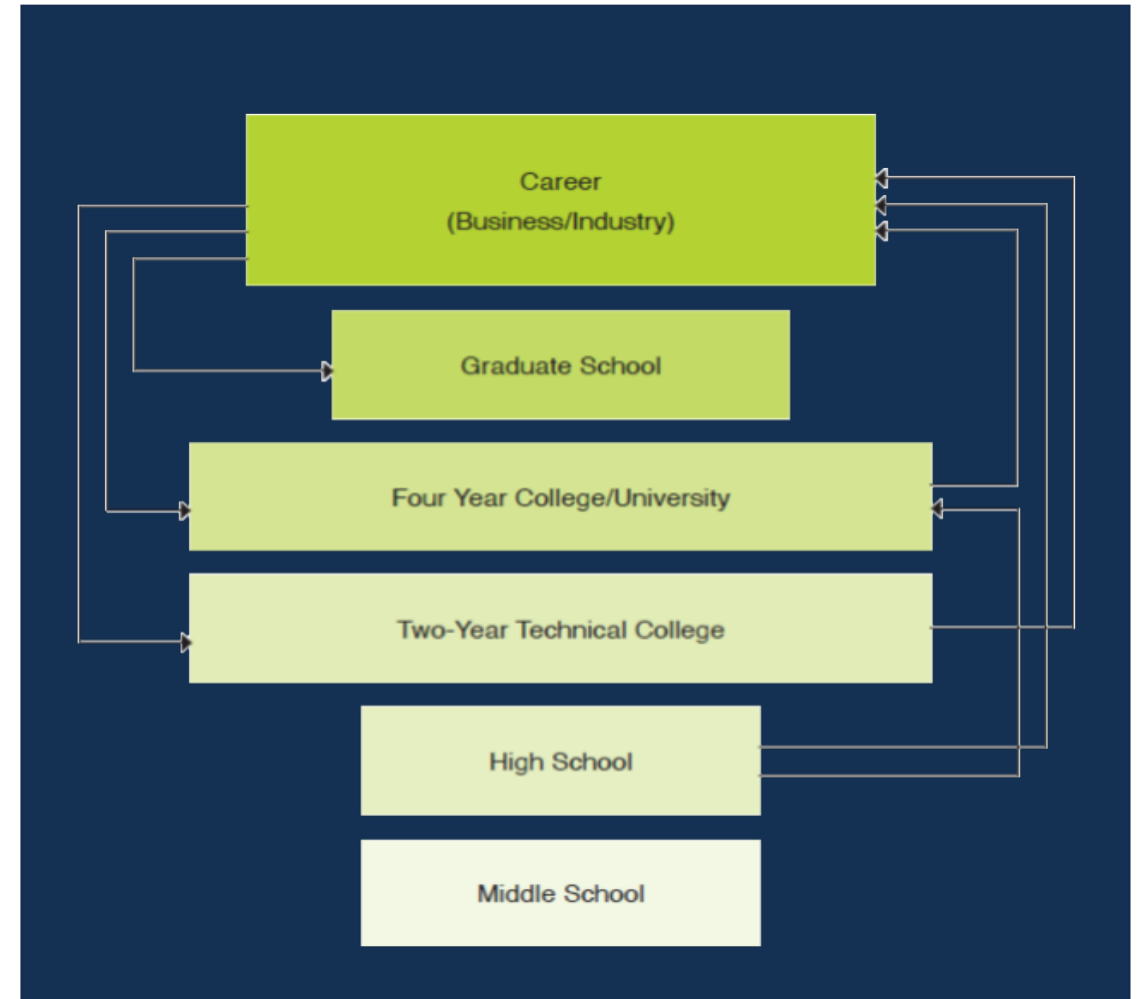 Career
(Business/Industry)
Graduate School
Four Year College/University
Two-Year Technical College
High School
Middle School